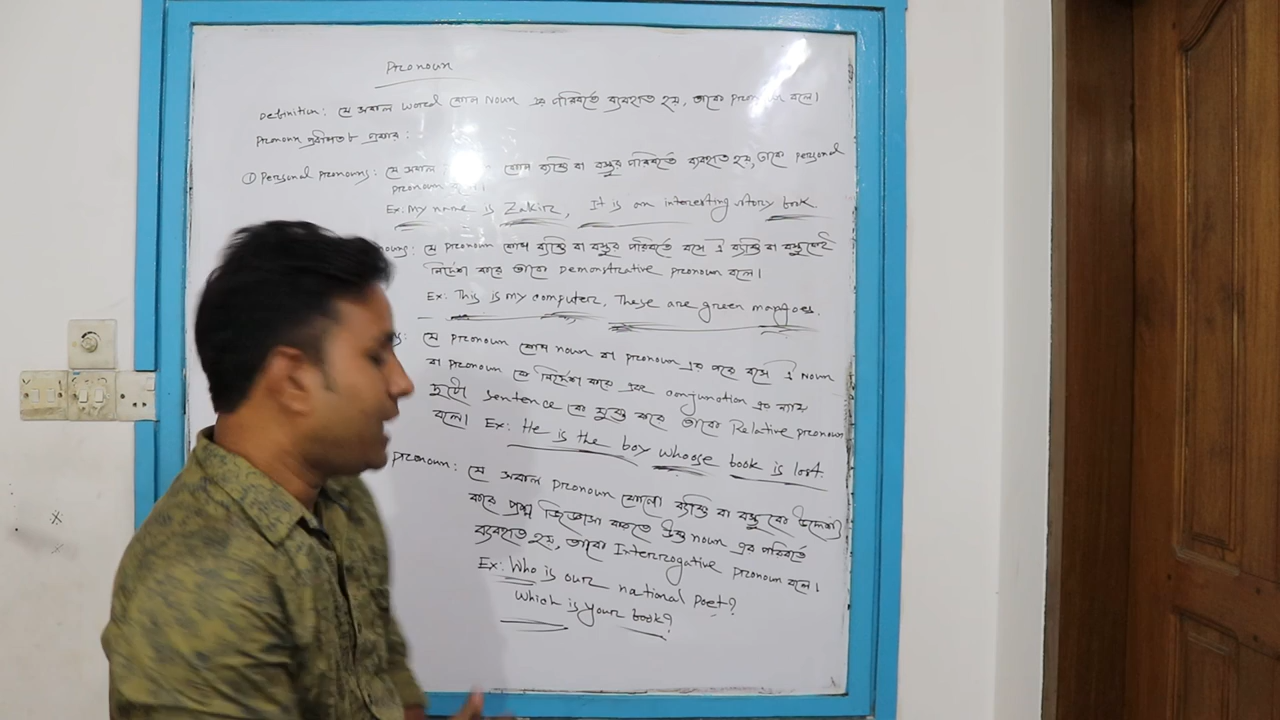 Pronoun
Definition: যে সকল word কোন Noun এর পরিবর্তে ব্যবহৃত হয়, তাকে বলে।
Pronoun প্রকার:
① Personal Pronouns: যে সকল কোন ব্যক্তি বা বস্তুর পরিবর্তে ব্যবহৃত হয়, তাকে Personal
Pronoun
Ex: My name is Zakir, It is an interesting story book
যে pronoun কোন ব্যক্তি বা বস্তুর পরিবর্তে বসে ঐ ব্যক্তি বা বস্তুকেই
নির্দেশ করে তাকে Demonstrative pronoun বলে।
Ex: This is my computer, These are green mangoes.
যে pronoun কোন noun বা pronoun এর পরে বসে ঐ Noun
বা pronoun কে নির্দেশ করে এবং conjunction এর ন্যায়
দুটো sentence কে যুক্ত করে তাকে Relative pronoun
বলে। Ex: He is the boy whose book is lost.
pronoun: যে সকল pronoun কোনো ব্যক্তি বা বস্তুকে উদ্দেশ্য
করে প্রশ্ন জিজ্ঞাসা করতে উক্ত noun এর পরিবর্তে
ব্যবহৃত হয়, তাকে Interrogative pronoun বলে।
Ex: Who is our national poet?
Which is your book?